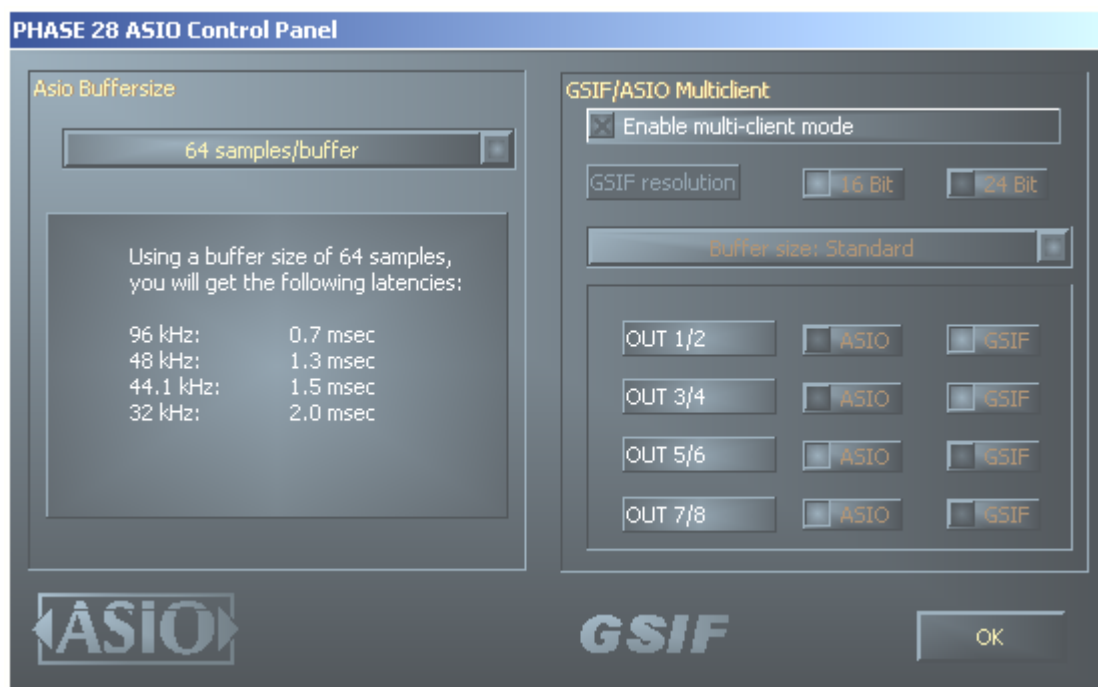 PHASE 28 ASIO Control Panel
Asio Buffersize
64 samples/buffer
Using a buffer size of 64 samples,
you will get the following latencies:
96 kHz: 0.7 msec
48 kHz: 1.3 msec
44.1 kHz: 1.5 msec
32 kHz: 2.0 msec
GSIF/ASIO Multiclient
Enable multi-client mode
GSIF resolution 16 Bit 24 Bit
Buffer size: Standard
OUT 1/2 ASIO GSIF
OUT 3/4 ASIO GSIF
OUT 5/6 ASIO GSIF
OUT 7/8 ASIO GSIF
ASiO
GSIF
OK